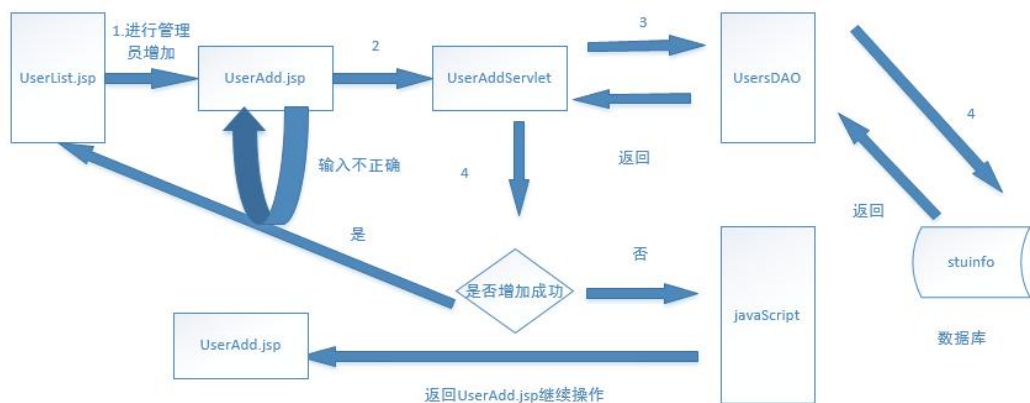 1.进行管理
员增加
2
3
UserList.jsp
UserAdd.jsp
UserAddServlet
UsersDAO
4
输入不正确
4
返回
返回
是
否
是否增加成功
javaScript
stuinfo
数据库
UserAdd.jsp
返回UserAdd.jsp继续操作